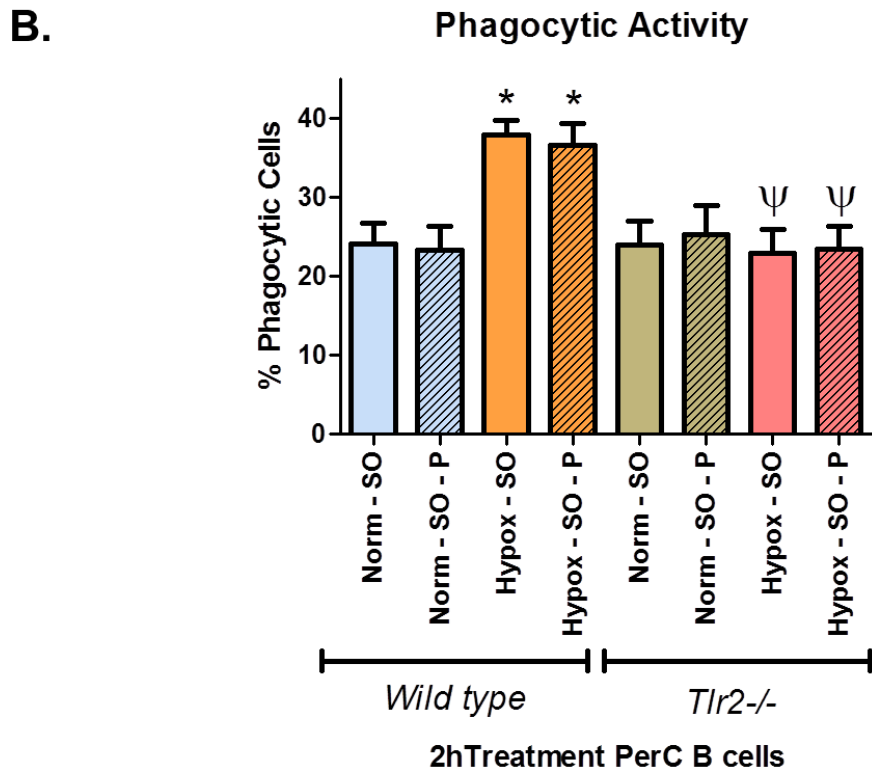 B.
Phagocytic Activity
% Phagocytic Cells
40
30
20
10
0
* * ψ ψ
Norm - SO
Norm - SO - P
Hypox - SO
Hypox - SO - P
Norm - SO
Norm - SO - P
Hypox - SO
Hypox - SO - P
Wild type
Tlr2-/-
2hTreatment PerC B cells